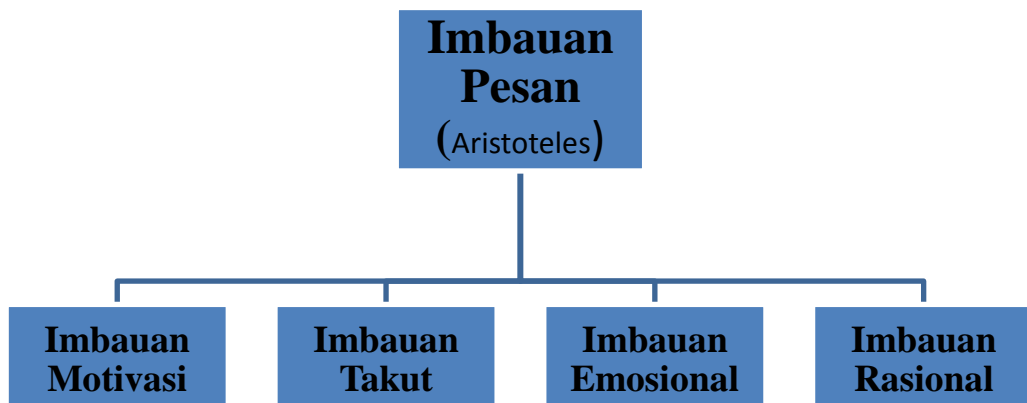 Imbauan
Pesan
(Aristoteles)
Imbauan
Motivasi
Imbauan
Takut
Imbauan
Emosional
Imbauan
Rasional